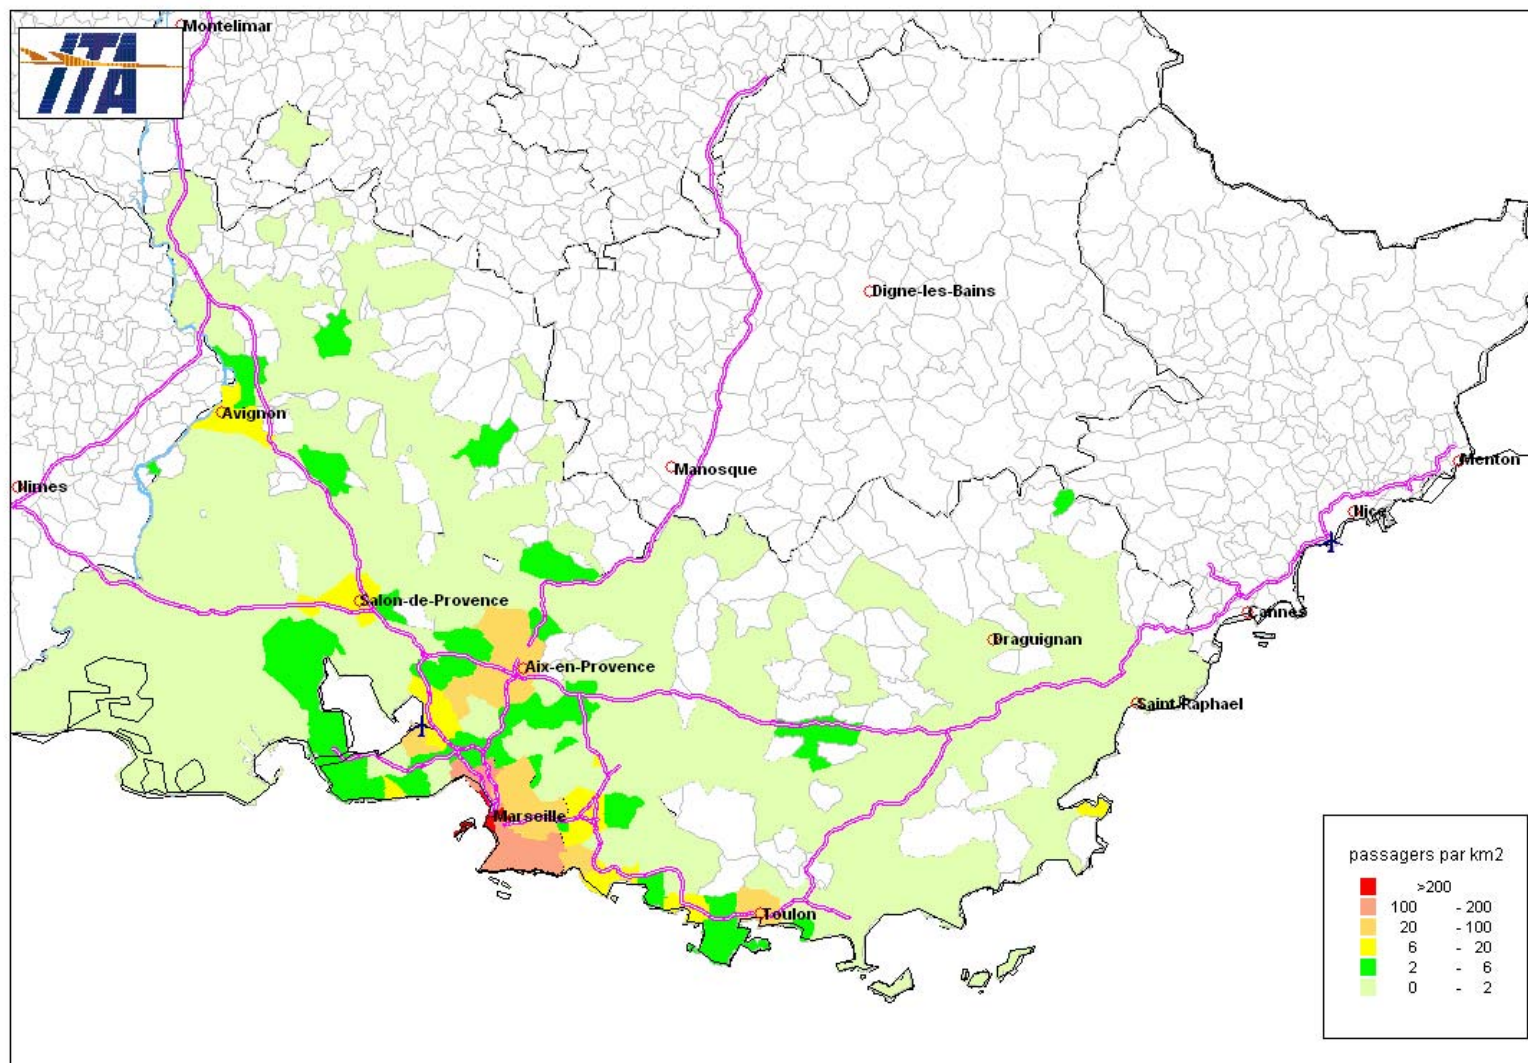 Montelimar
ITA
Digne-les-Bains
Avignon
Manosque
Menton
Nimes
Nice
Salon-de-Provence
Cannes
Draguignan
Aix-en-Provence
Saint-Raphael
Marseille
Toulon
passagers par km2
>200
100 - 200
20 - 100
6 - 20
2 - 6
0 - 2